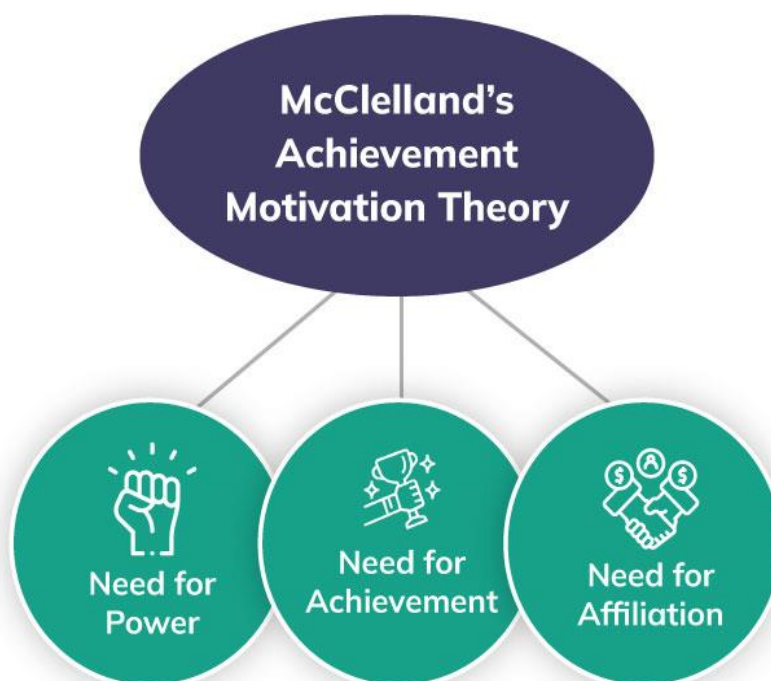 McClelland’s
Achievement
Motivation Theory
Need for
Power
Need for
Achievement
$
$
Need for
Affiliation